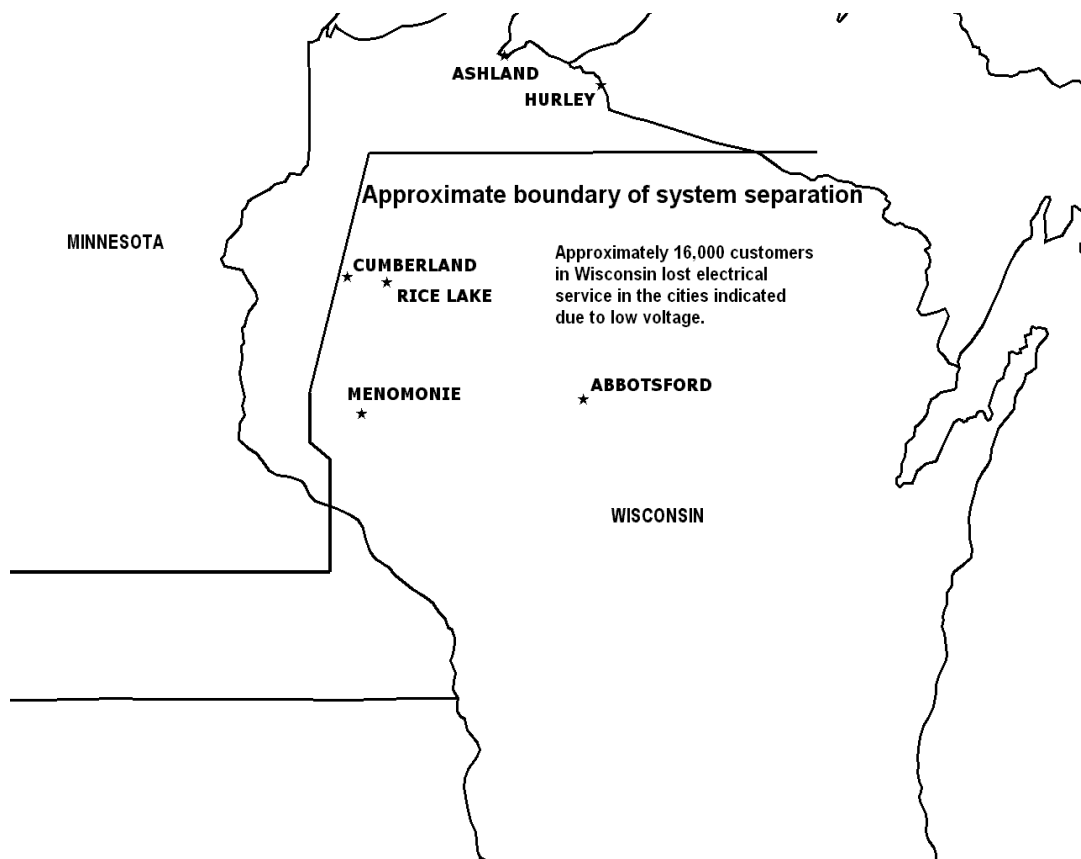 ASHLAND
HURLEY
Approximate boundary of system separation
MINNESOTA
Approximately 16,000 customers
in Wisconsin lost electrical
service in the cities indicated
due to low voltage.
CUMBERLAND
RICE LAKE
MENOMONIE
ABBOTSFORD
WISCONSIN